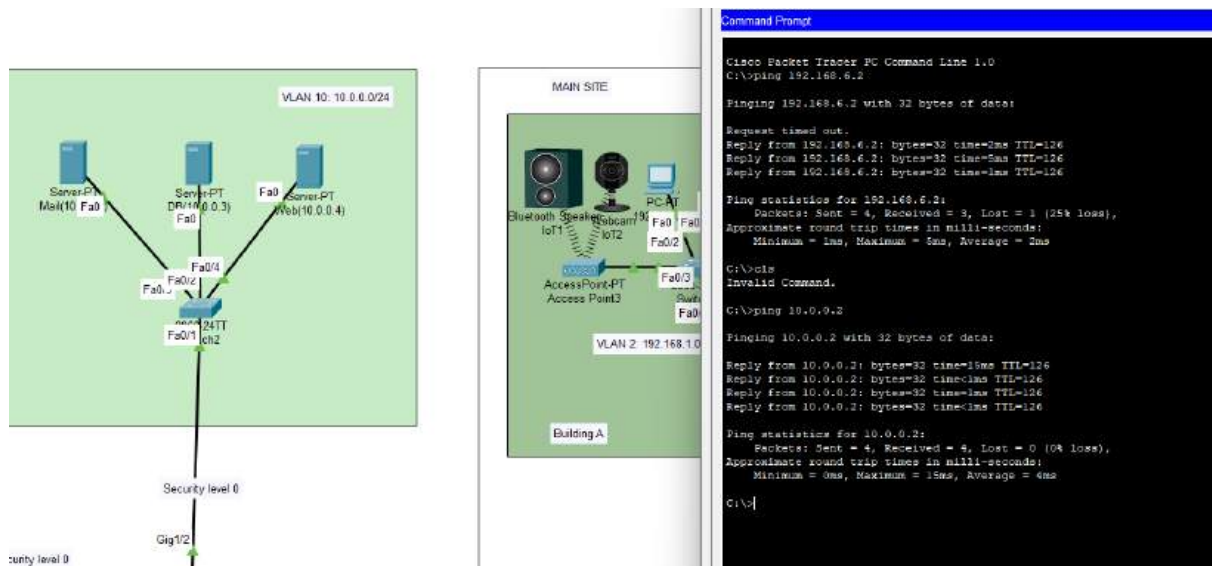 VLAN 10: 10.0.0.0/24
Server-PT
Mail(10
Fa0
Server-PT
DB(10.0.0.3)
Fa0
Fa0
Server-PT
Web(10.0.0.4)
Fa0/4
Fa0/2
Fa0/1
Security level 0
Gig1/2
curity level 0
MAIN SITE
Bluetooth Speaker
IoT1
Webcam
IoT2
PC-PT
Fa0
Fa0/2
AccessPoint-PT
Access Point3
Fa0/3
VLAN 2: 192.168.1.0
Building A
Command Prompt
Cisco Packet Tracer PC Command Line 1.0
C:\>ping 192.168.6.2
Pinging 192.168.6.2 with 32 bytes of data:
Request timed out.
Reply from 192.168.6.2: bytes=32 time=2ms TTL=126
Reply from 192.168.6.2: bytes=32 time=5ms TTL=126
Reply from 192.168.6.2: bytes=32 time=1ms TTL=126
Ping statistics for 192.168.6.2:
Packets: Sent = 4, Received = 3, Lost = 1 (25% loss),
Approximate round trip times in milli-seconds:
Minimum = 1ms, Maximum = 5ms, Average = 2ms
C:\>cls
Invalid Command.
C:\>ping 10.0.0.2
Pinging 10.0.0.2 with 32 bytes of data:
Reply from 10.0.0.2: bytes=32 time=15ms TTL=126
Reply from 10.0.0.2: bytes=32 time<1ms TTL=126
Reply from 10.0.0.2: bytes=32 time=1ms TTL=126
Reply from 10.0.0.2: bytes=32 time<1ms TTL=126
Ping statistics for 10.0.0.2:
Packets: Sent = 4, Received = 4, Lost = 0 (0% loss),
Approximate round trip times in milli-seconds:
Minimum = 0ms, Maximum = 15ms, Average = 4ms
C:\>